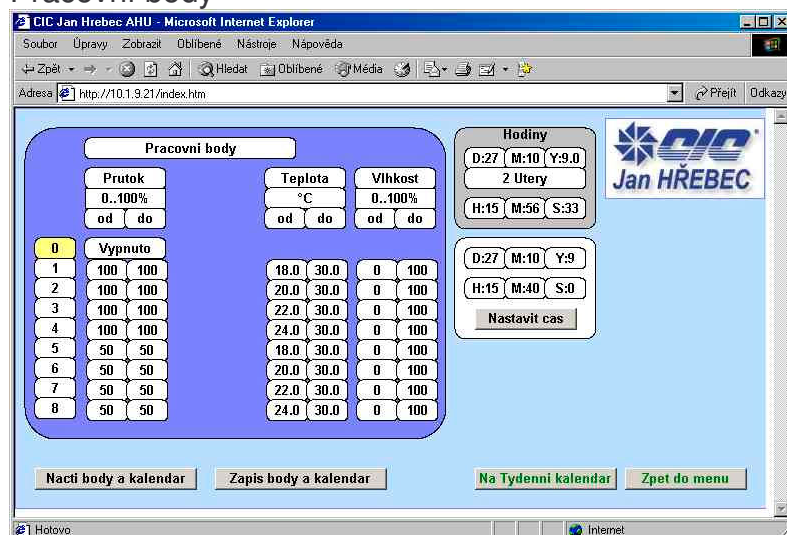 Pracovní body
CIC Jan Hrebec AHU - Microsoft Internet Explorer
Soubor Úpravy Zobrazit Oblíbené Nástroje Nápověda
Zpět Hledat Oblíbené Média
Adresa http://10.1.9.21/index.htm Přejít Odkazy
Pracovni body
Prutok Teplota Vlhkost
0..100% °C 0..100%
od do od do od do
0 Vypnuto
1 100 100 18.0 30.0 0 100
2 100 100 20.0 30.0 0 100
3 100 100 22.0 30.0 0 100
4 100 100 24.0 30.0 0 100
5 50 50 18.0 30.0 0 100
6 50 50 20.0 30.0 0 100
7 50 50 22.0 30.0 0 100
8 50 50 24.0 30.0 0 100
Hodiny
D:27 M:10 Y:9.0
2 Utery
H:15 M:56 S:33
D:27 M:10 Y:9
H:15 M:40 S:0
Nastavit cas
CIC
Jan HŘEBEC
Nacti body a kalendar Zapis body a kalendar Na Tydenni kalendar Zpet do menu
Hotovo Internet